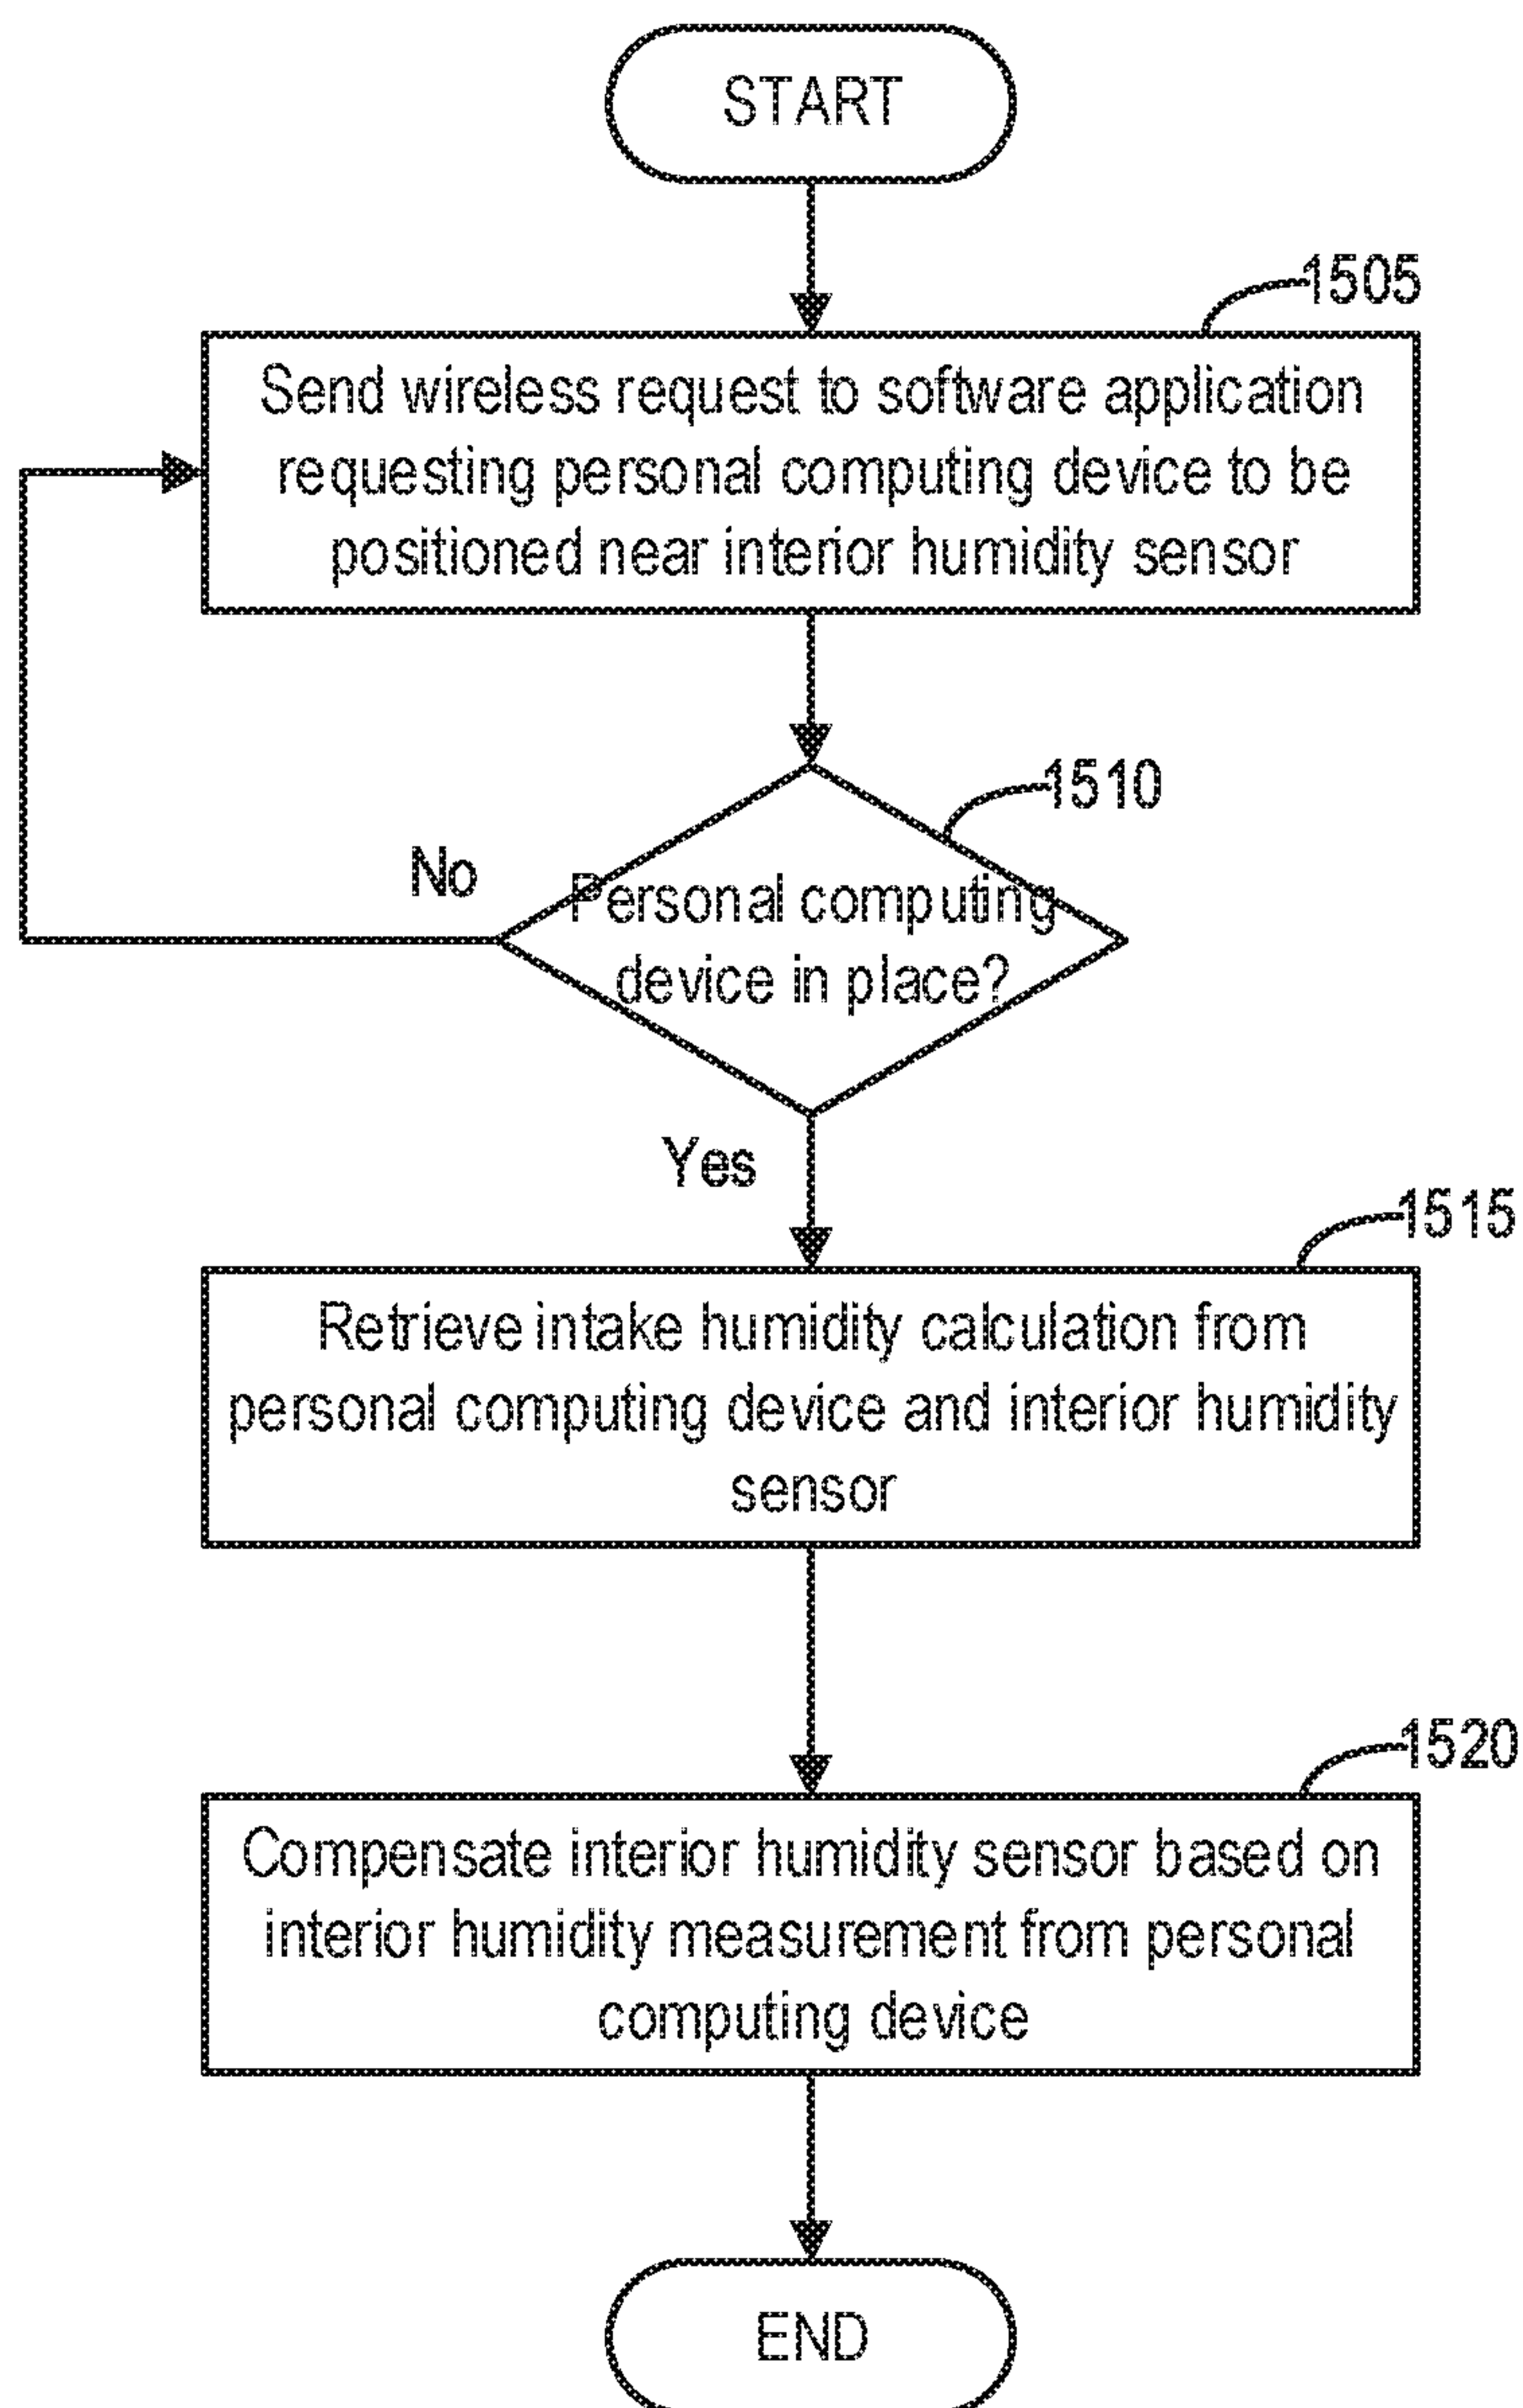 START
1505
Send wireless request to software application
requesting personal computing device to be
positioned near interior humidity sensor
1510
No
Personal computing
device in place?
Yes
1515
Retrieve intake humidity calculation from
personal computing device and interior humidity
sensor
1520
Compensate interior humidity sensor based on
interior humidity measurement from personal
computing device
END